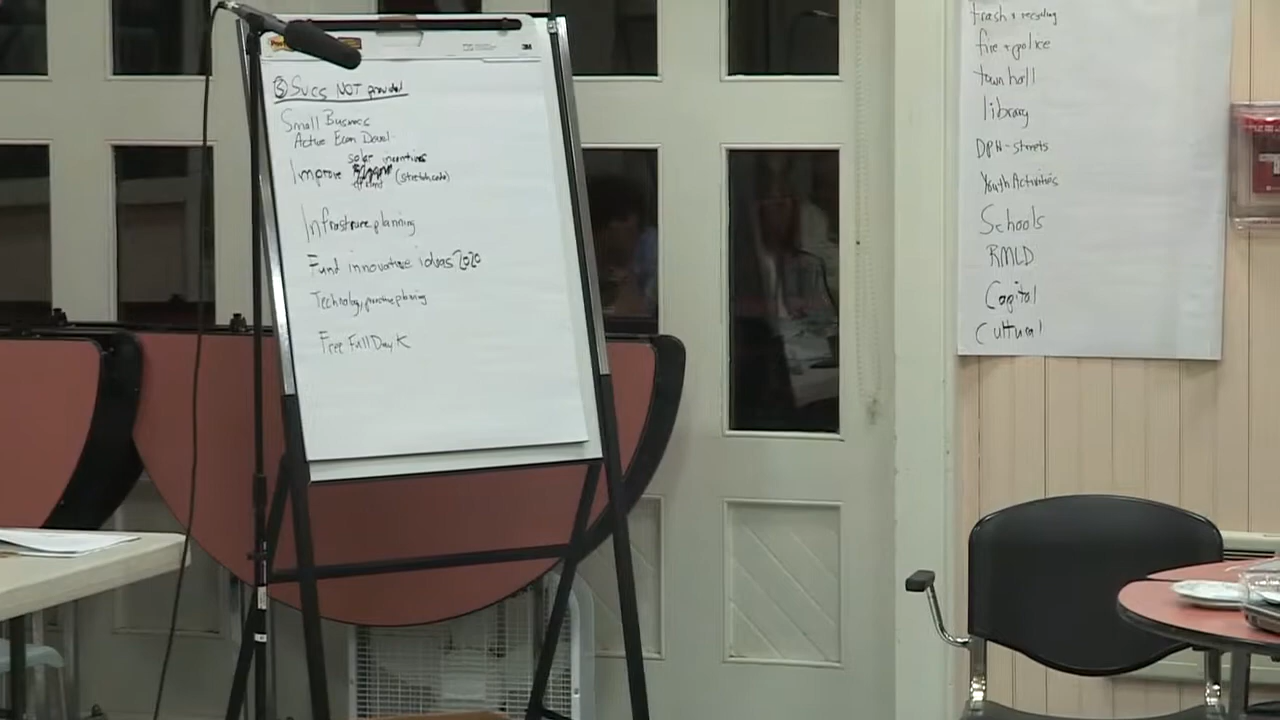 ③ Svcs NOT provided
Small Business
Active Econ Devel
solar incentives
Improve (stretch code)
Infrastructure planning
Fund innovative ideas 2020
Technology planning
Free Full Day K
3M
trash + recycling
fire + police
town hall
library
DPW-streets
Youth Activities
Schools
RMLD
Capital
Cultural